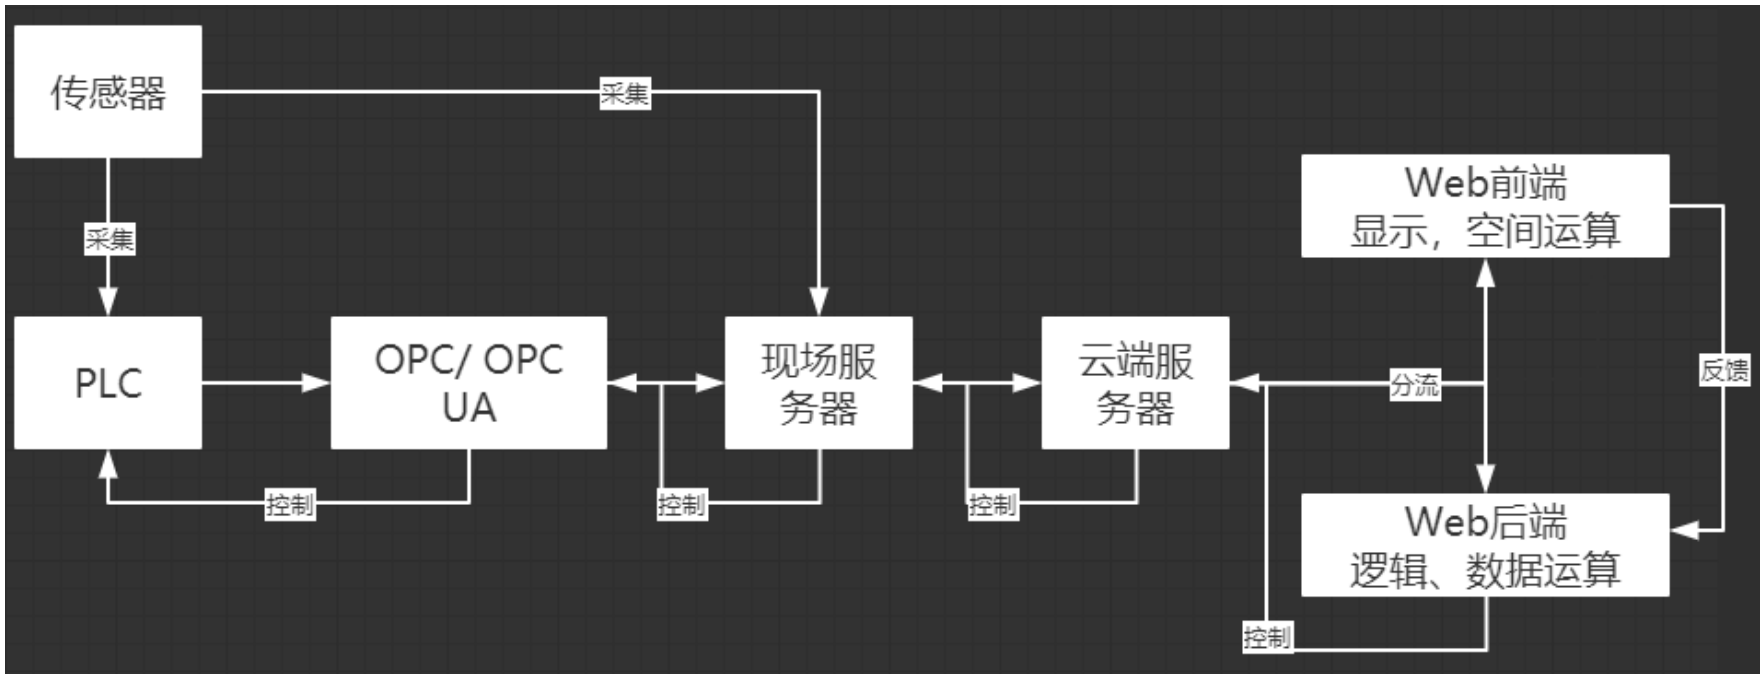 传感器
采集
采集
Web前端
显示，空间运算
PLC
OPC/ OPC
UA
现场服
务器
云端服
务器
分流
反馈
控制
控制
控制
Web后端
逻辑、数据运算
控制